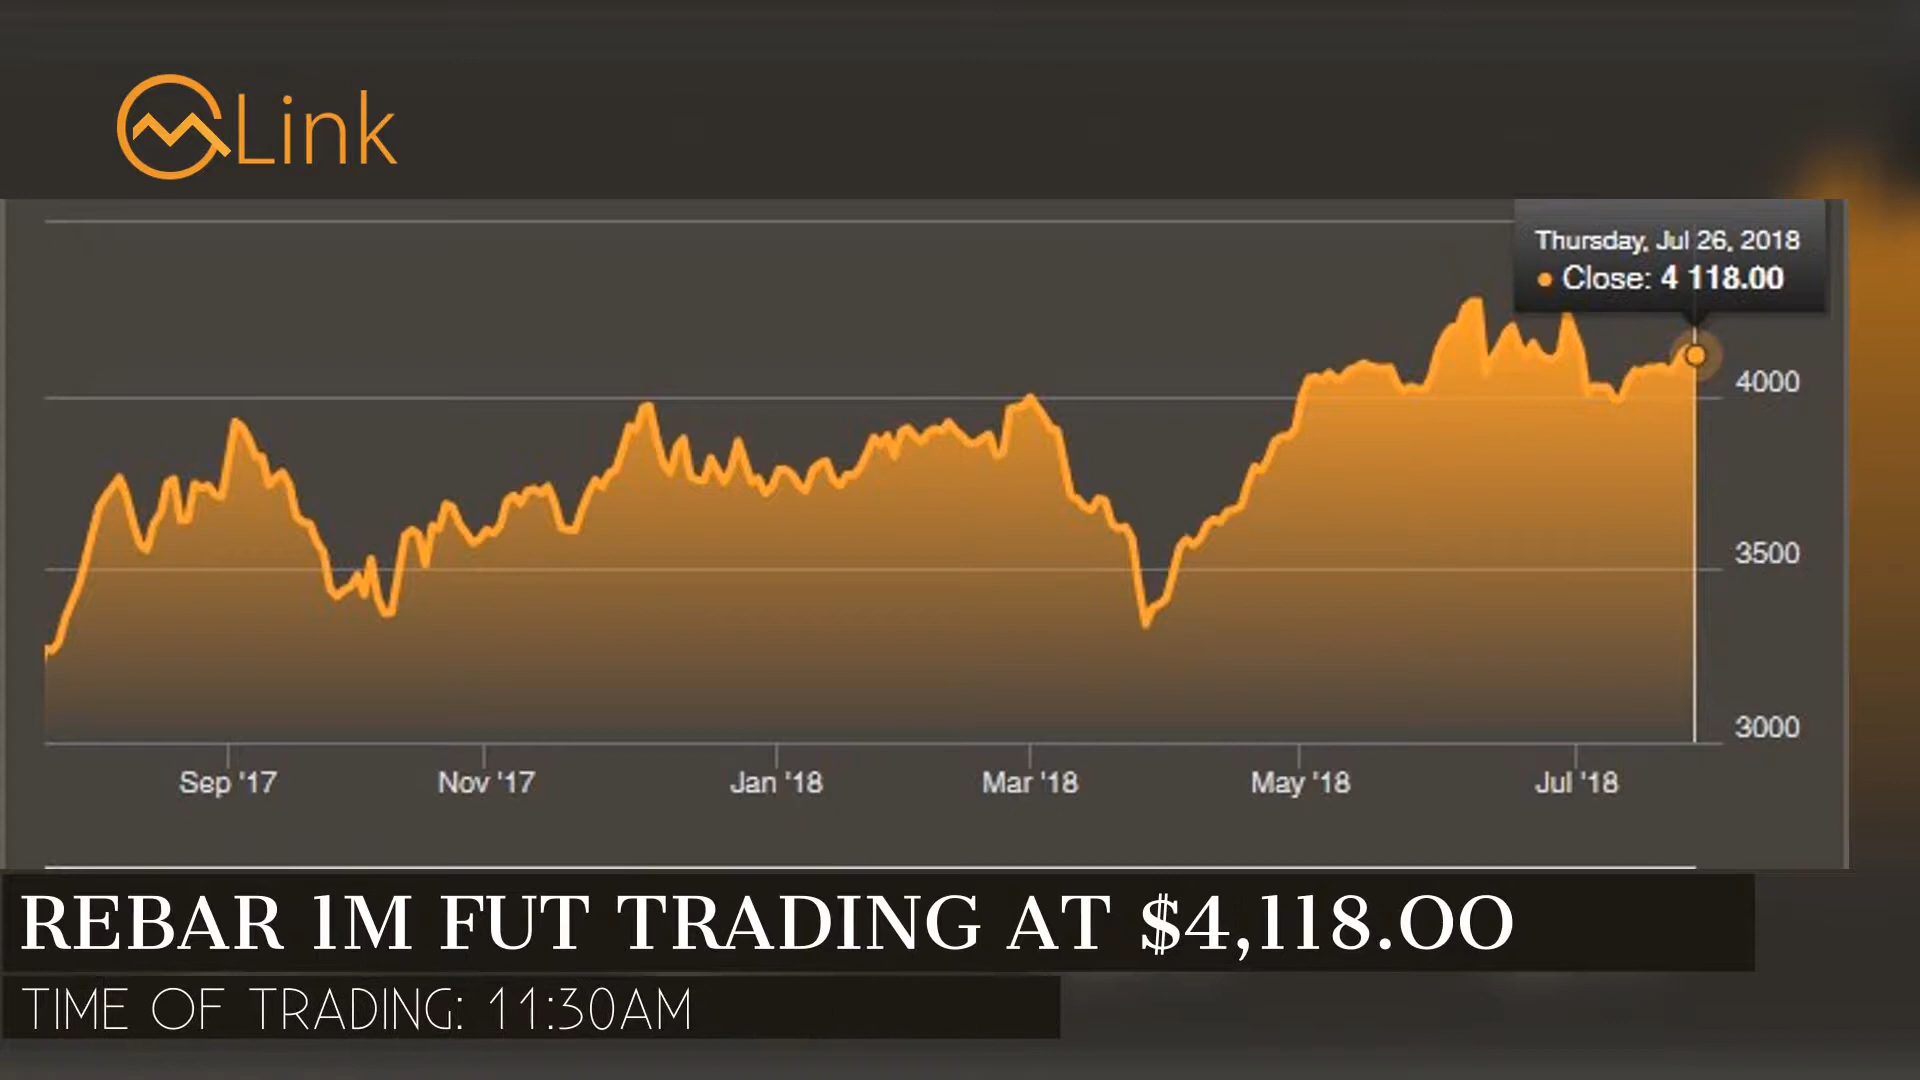 Link
Thursday, Jul 26, 2018
Close: 4 118.00
4000
3500
3000
Sep '17 Nov '17 Jan '18 Mar '18 May '18 Jul '18
REBAR 1M FUT TRADING AT $4,118.00
TIME OF TRADING: 11:30AM